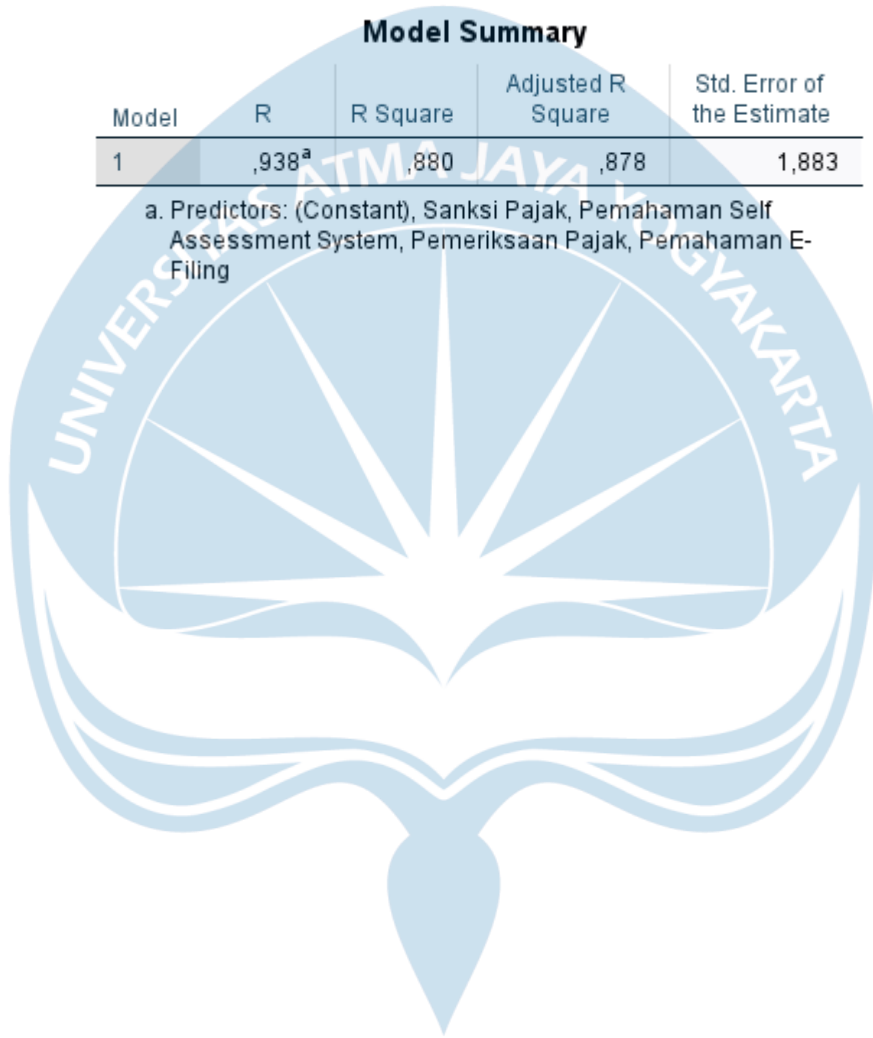 Model Summary
Model R R Square Adjusted R Square Std. Error of the Estimate
1 ,938a ,880 ,878 1,883
a. Predictors: (Constant), Sanksi Pajak, Pemahaman Self
Assessment System, Pemeriksaan Pajak, Pemahaman E-
Filing
UNIVERSITAS ATMA JAYA YOGYAKARTA